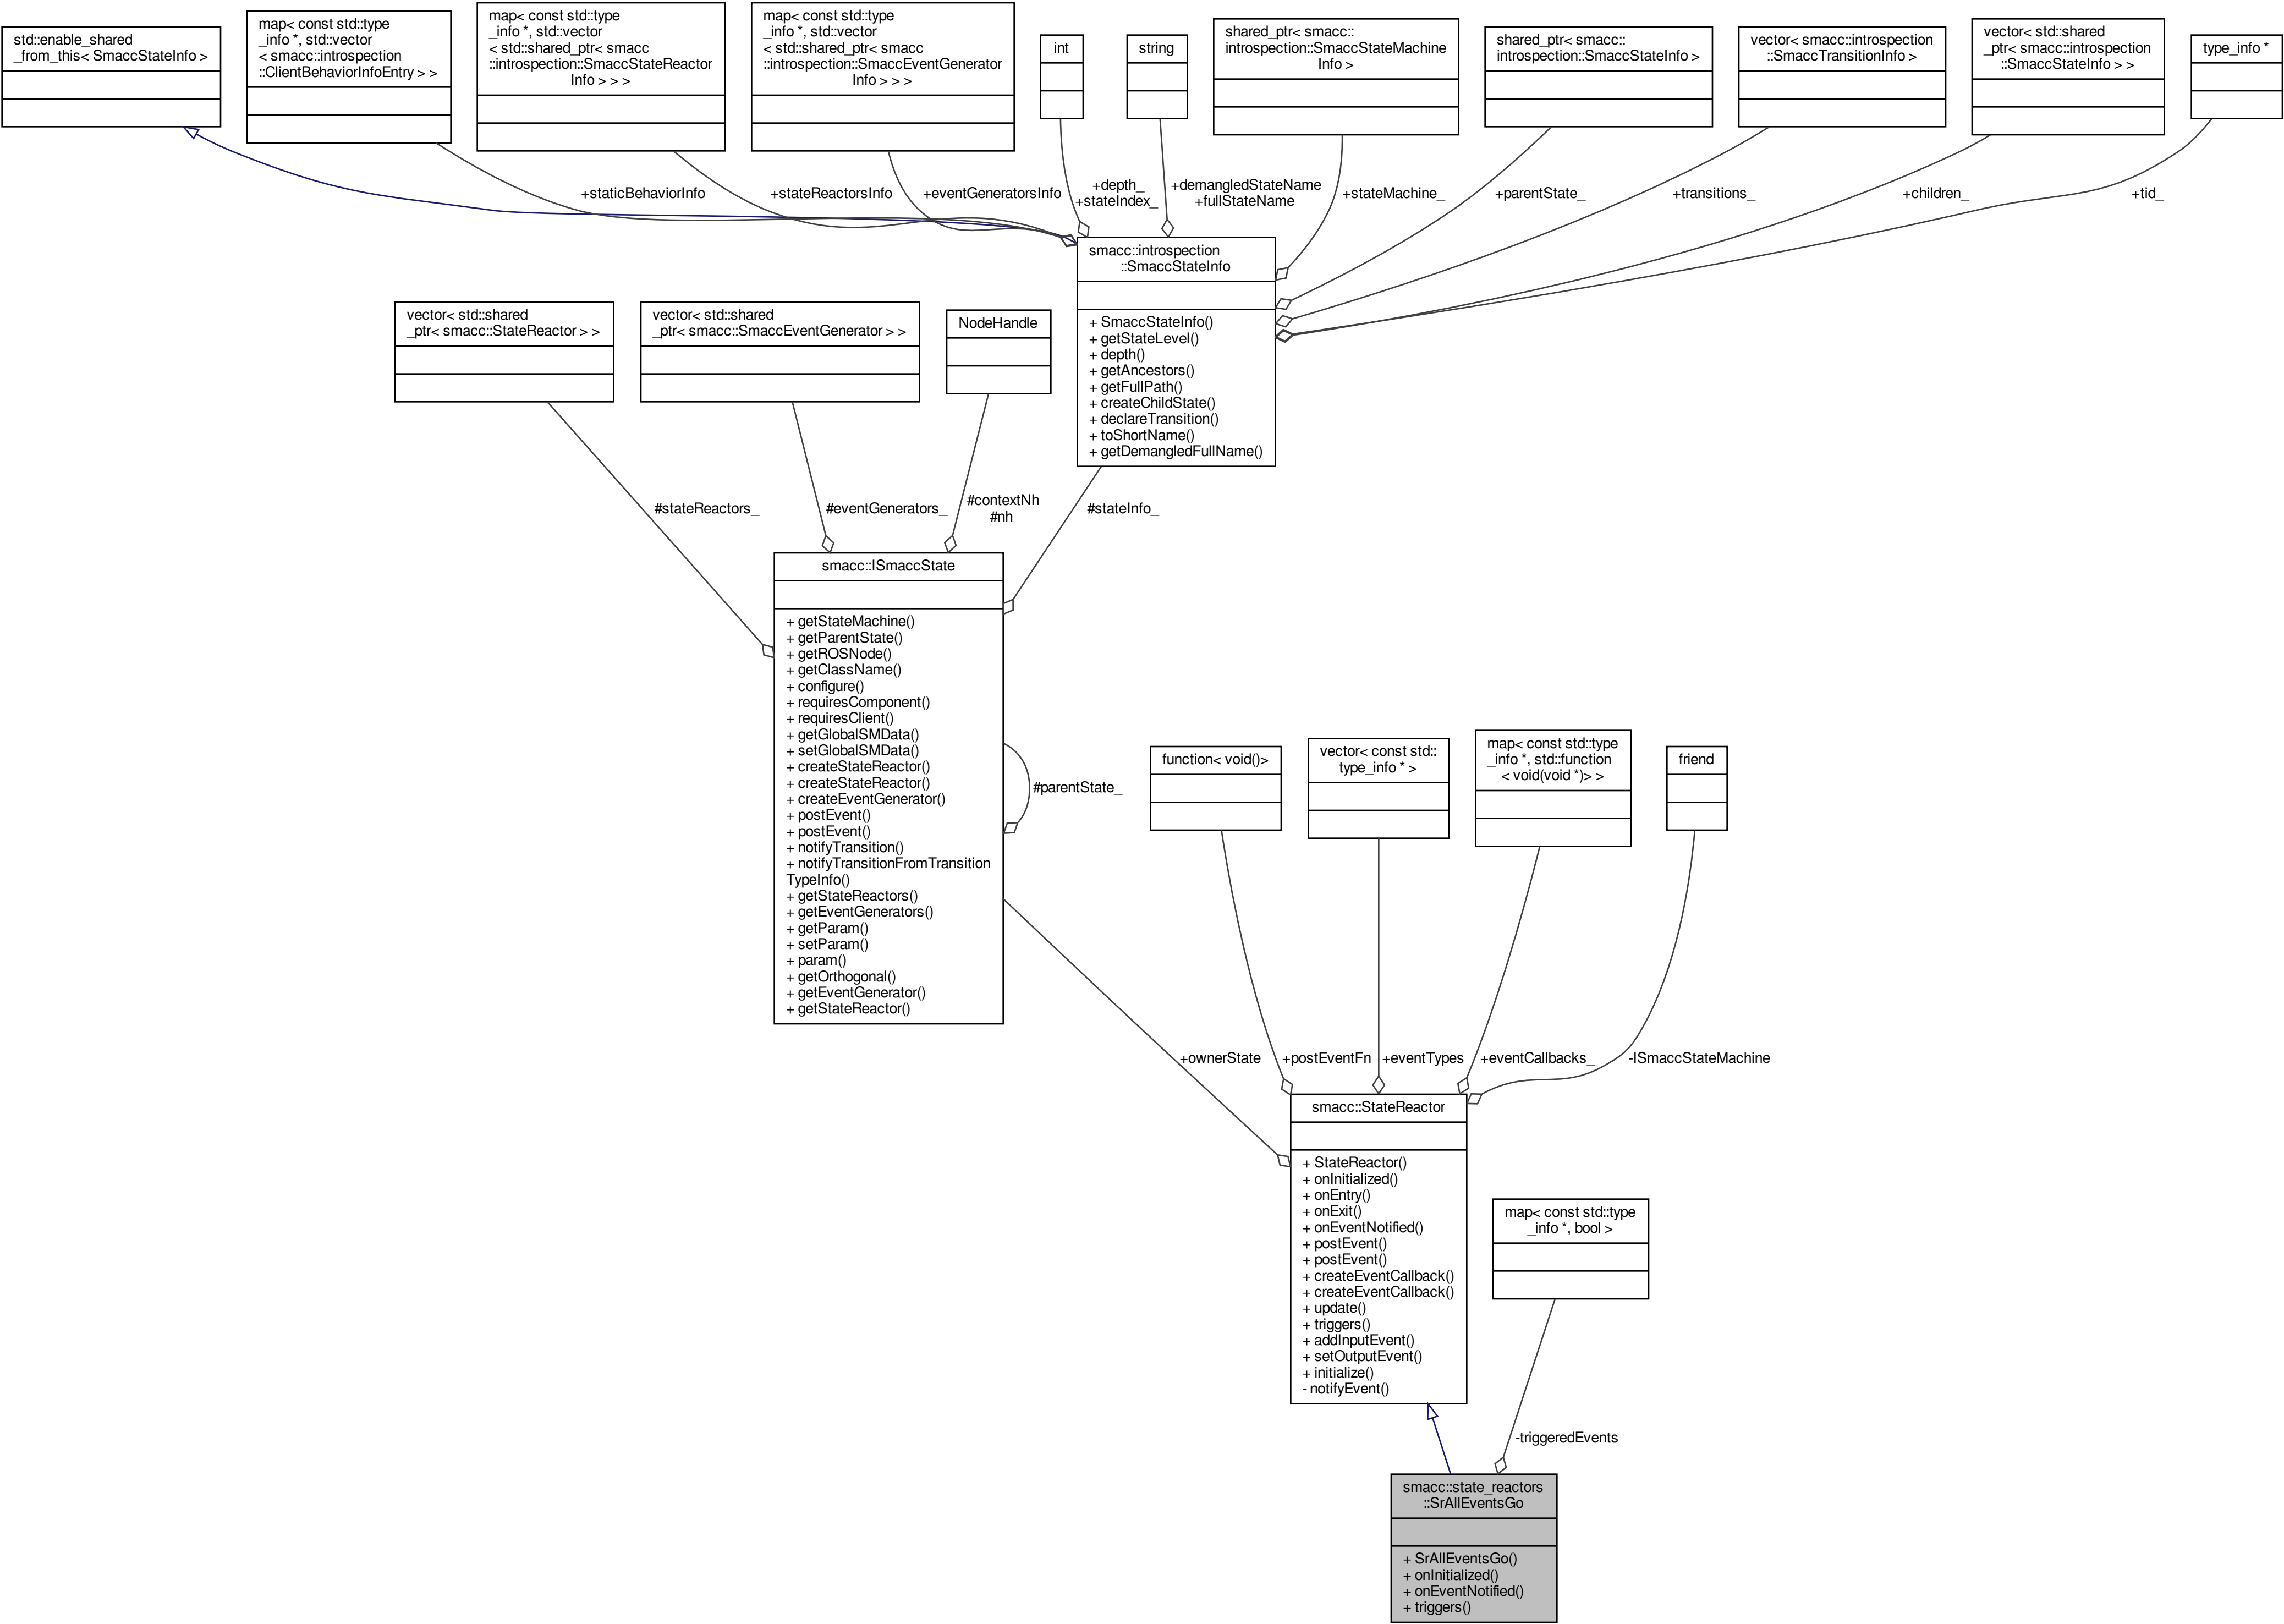 std::enable_shared
_from_this< SmaccStateInfo >
map< const std::type
_info *, std::vector
< smacc::introspection
::ClientBehaviorInfoEntry > >
map< const std::type
_info *, std::vector
< std::shared_ptr< smacc
::introspection::SmaccStateReactor
Info > > >
map< const std::type
_info *, std::vector
< std::shared_ptr< smacc
::introspection::SmaccEventGenerator
Info > > >
int
string
shared_ptr< smacc::
introspection::SmaccStateMachine
Info >
shared_ptr< smacc::
introspection::SmaccStateInfo >
vector< smacc::introspection
::SmaccTransitionInfo >
vector< std::shared
_ptr< smacc::introspection
::SmaccStateInfo > >
type_info *
+staticBehaviorInfo
+stateReactorsInfo
+eventGeneratorsInfo
+depth_
+stateIndex_
+demangledStateName
+fullStateName
+stateMachine_
+parentState_
+transitions_
+children_
+tid_
smacc::introspection
::SmaccStateInfo
+ SmaccStateInfo()
+ getStateLevel()
+ depth()
+ getAncestors()
+ getFullPath()
+ createChildState()
+ declareTransition()
+ toShortName()
+ getDemangledFullName()
vector< std::shared
_ptr< smacc::StateReactor > >
vector< std::shared
_ptr< smacc::SmaccEventGenerator > >
NodeHandle
#stateReactors_
#eventGenerators_
#contextNh
#nh
#stateInfo_
smacc::ISmaccState
+ getStateMachine()
+ getParentState()
+ getROSNode()
+ getClassName()
+ configure()
+ requiresComponent()
+ requiresClient()
+ getGlobalSMData()
+ setGlobalSMData()
+ createStateReactor()
+ createStateReactor()
+ createEventGenerator()
+ postEvent()
+ postEvent()
+ notifyTransition()
+ notifyTransitionFromTransition
TypeInfo()
+ getStateReactors()
+ getEventGenerators()
+ getParam()
+ setParam()
+ param()
+ getOrthogonal()
+ getEventGenerator()
+ getStateReactor()
#parentState_
function< void()>
vector< const std::
type_info * >
map< const std::type
_info *, std::function
< void(void *)> >
friend
+ownerState
+postEventFn
+eventTypes
+eventCallbacks_
-ISmaccStateMachine
smacc::StateReactor
+ StateReactor()
+ onInitialized()
+ onEntry()
+ onExit()
+ onEventNotified()
+ postEvent()
+ postEvent()
+ createEventCallback()
+ createEventCallback()
+ update()
+ triggers()
+ addInputEvent()
+ setOutputEvent()
+ initialize()
- notifyEvent()
map< const std::type
_info *, bool >
-triggeredEvents
smacc::state_reactors
::SrAllEventsGo
+ SrAllEventsGo()
+ onInitialized()
+ onEventNotified()
+ triggers()